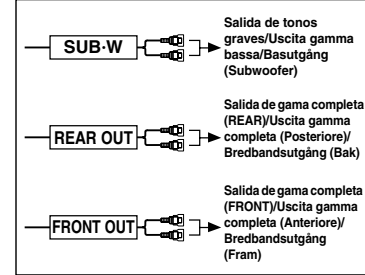 SUB·W
Salida de tonos
graves/Uscita gamma
bassa/Basutgång
(Subwoofer)
REAR OUT
Salida de gama completa
(REAR)/Uscita gamma
completa (Posteriore)/
Bredbandsutgång (Bak)
FRONT OUT
Salida de gama completa
(FRONT)/Uscita gamma
completa (Anteriore)/
Bredbandsutgång
(Fram)